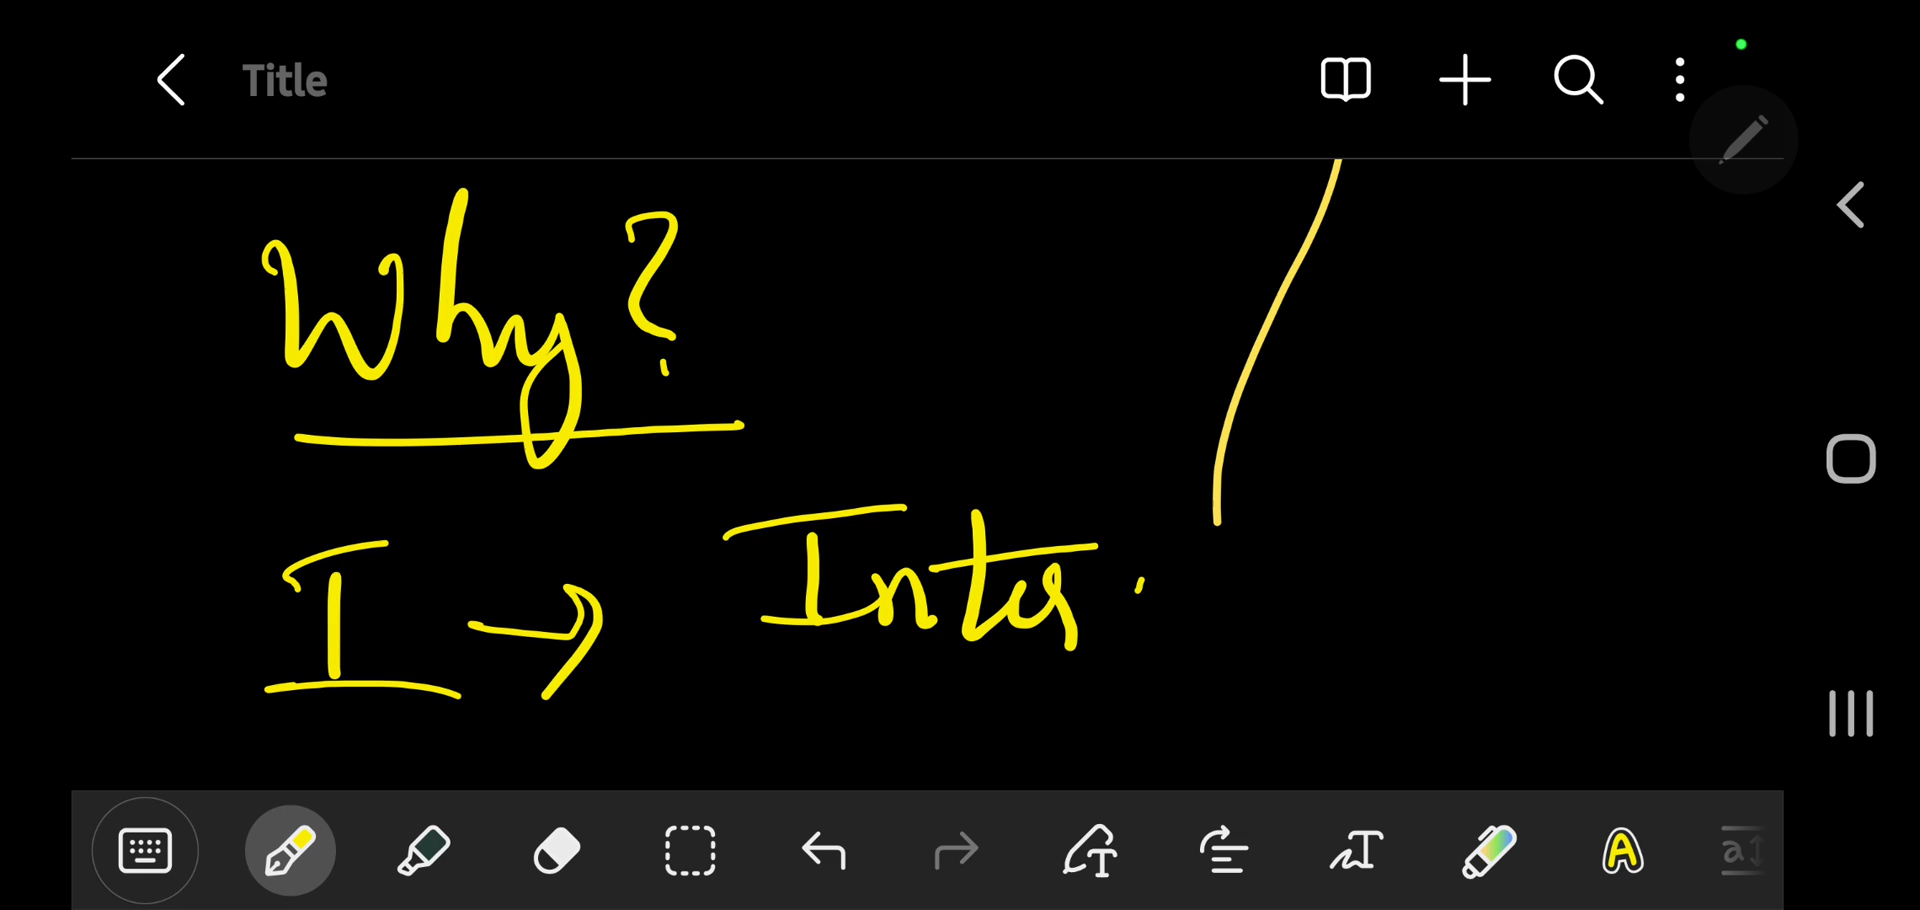 Title
Why?
I → Inter.